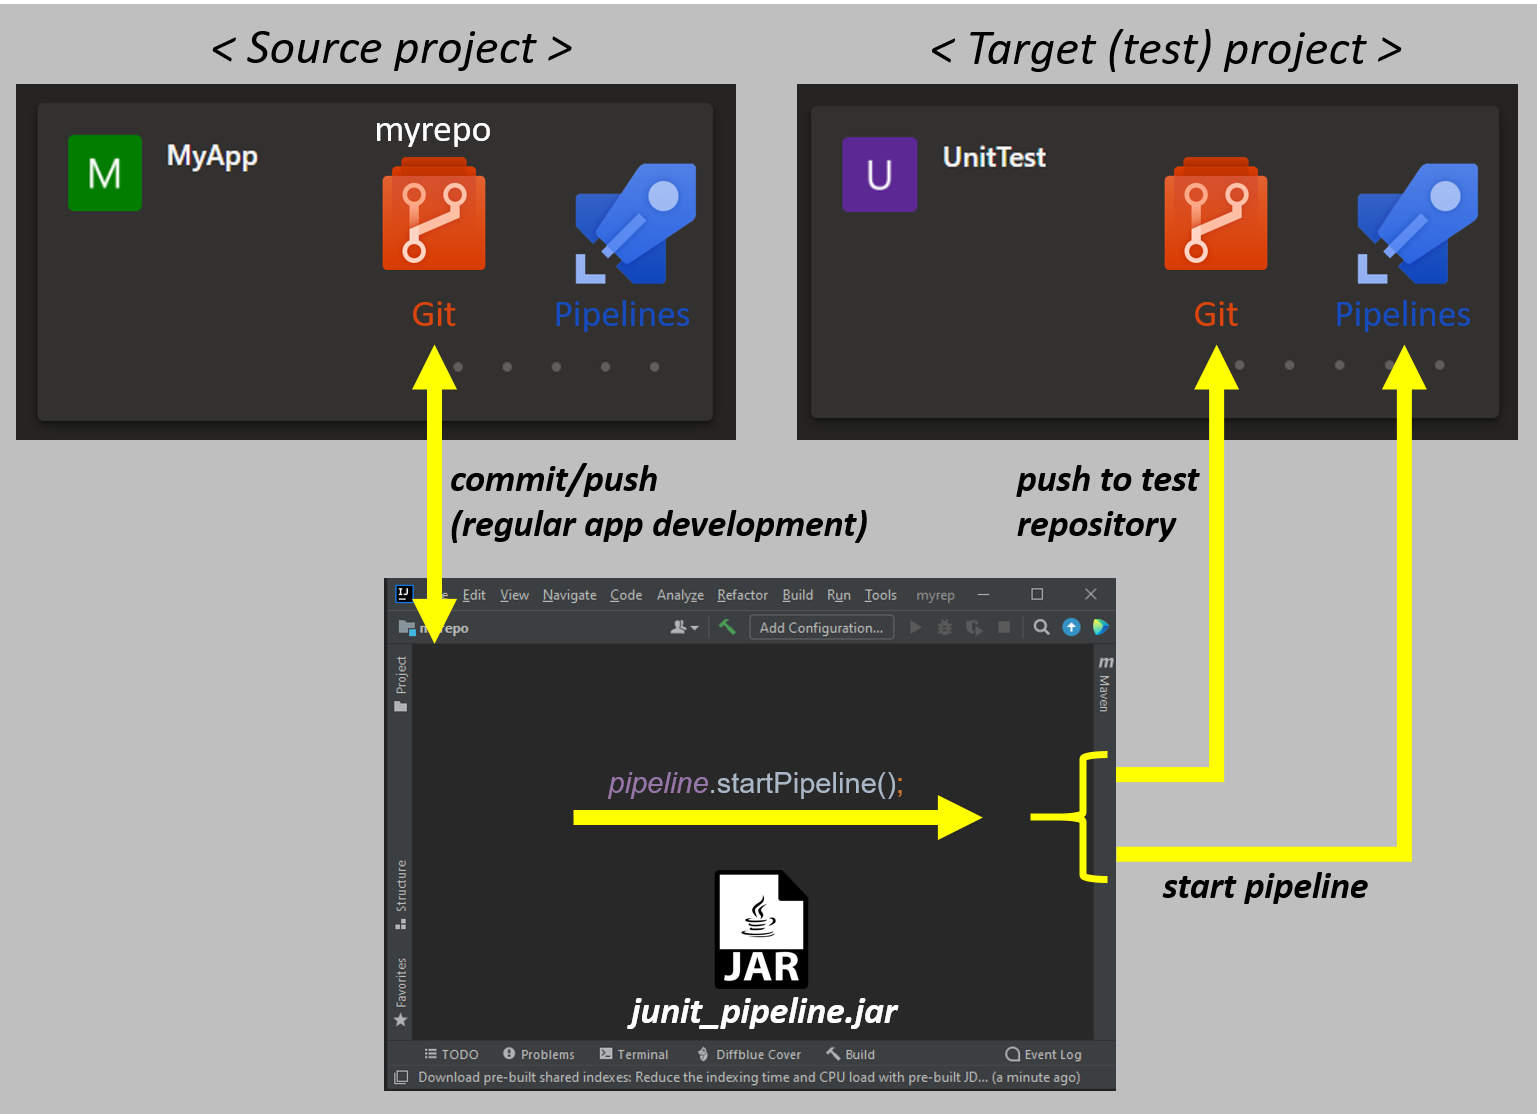 < Source project >
< Target (test) project >
M
MyApp
myrepo
Git
Pipelines
U
UnitTest
Git
Pipelines
commit/push
(regular app development)
push to test
repository
IJ
Edit View Navigate Code Analyze Refactor Build Run Tools myrep
Add Configuration...
Project
m Maven
pipeline.startPipeline();
start pipeline
Structure
JAR
junit_pipeline.jar
Favorites
TODO Problems Terminal Diffblue Cover Build Event Log
Download pre-built shared indexes: Reduce the indexing time and CPU load with pre-built JD... (a minute ago)